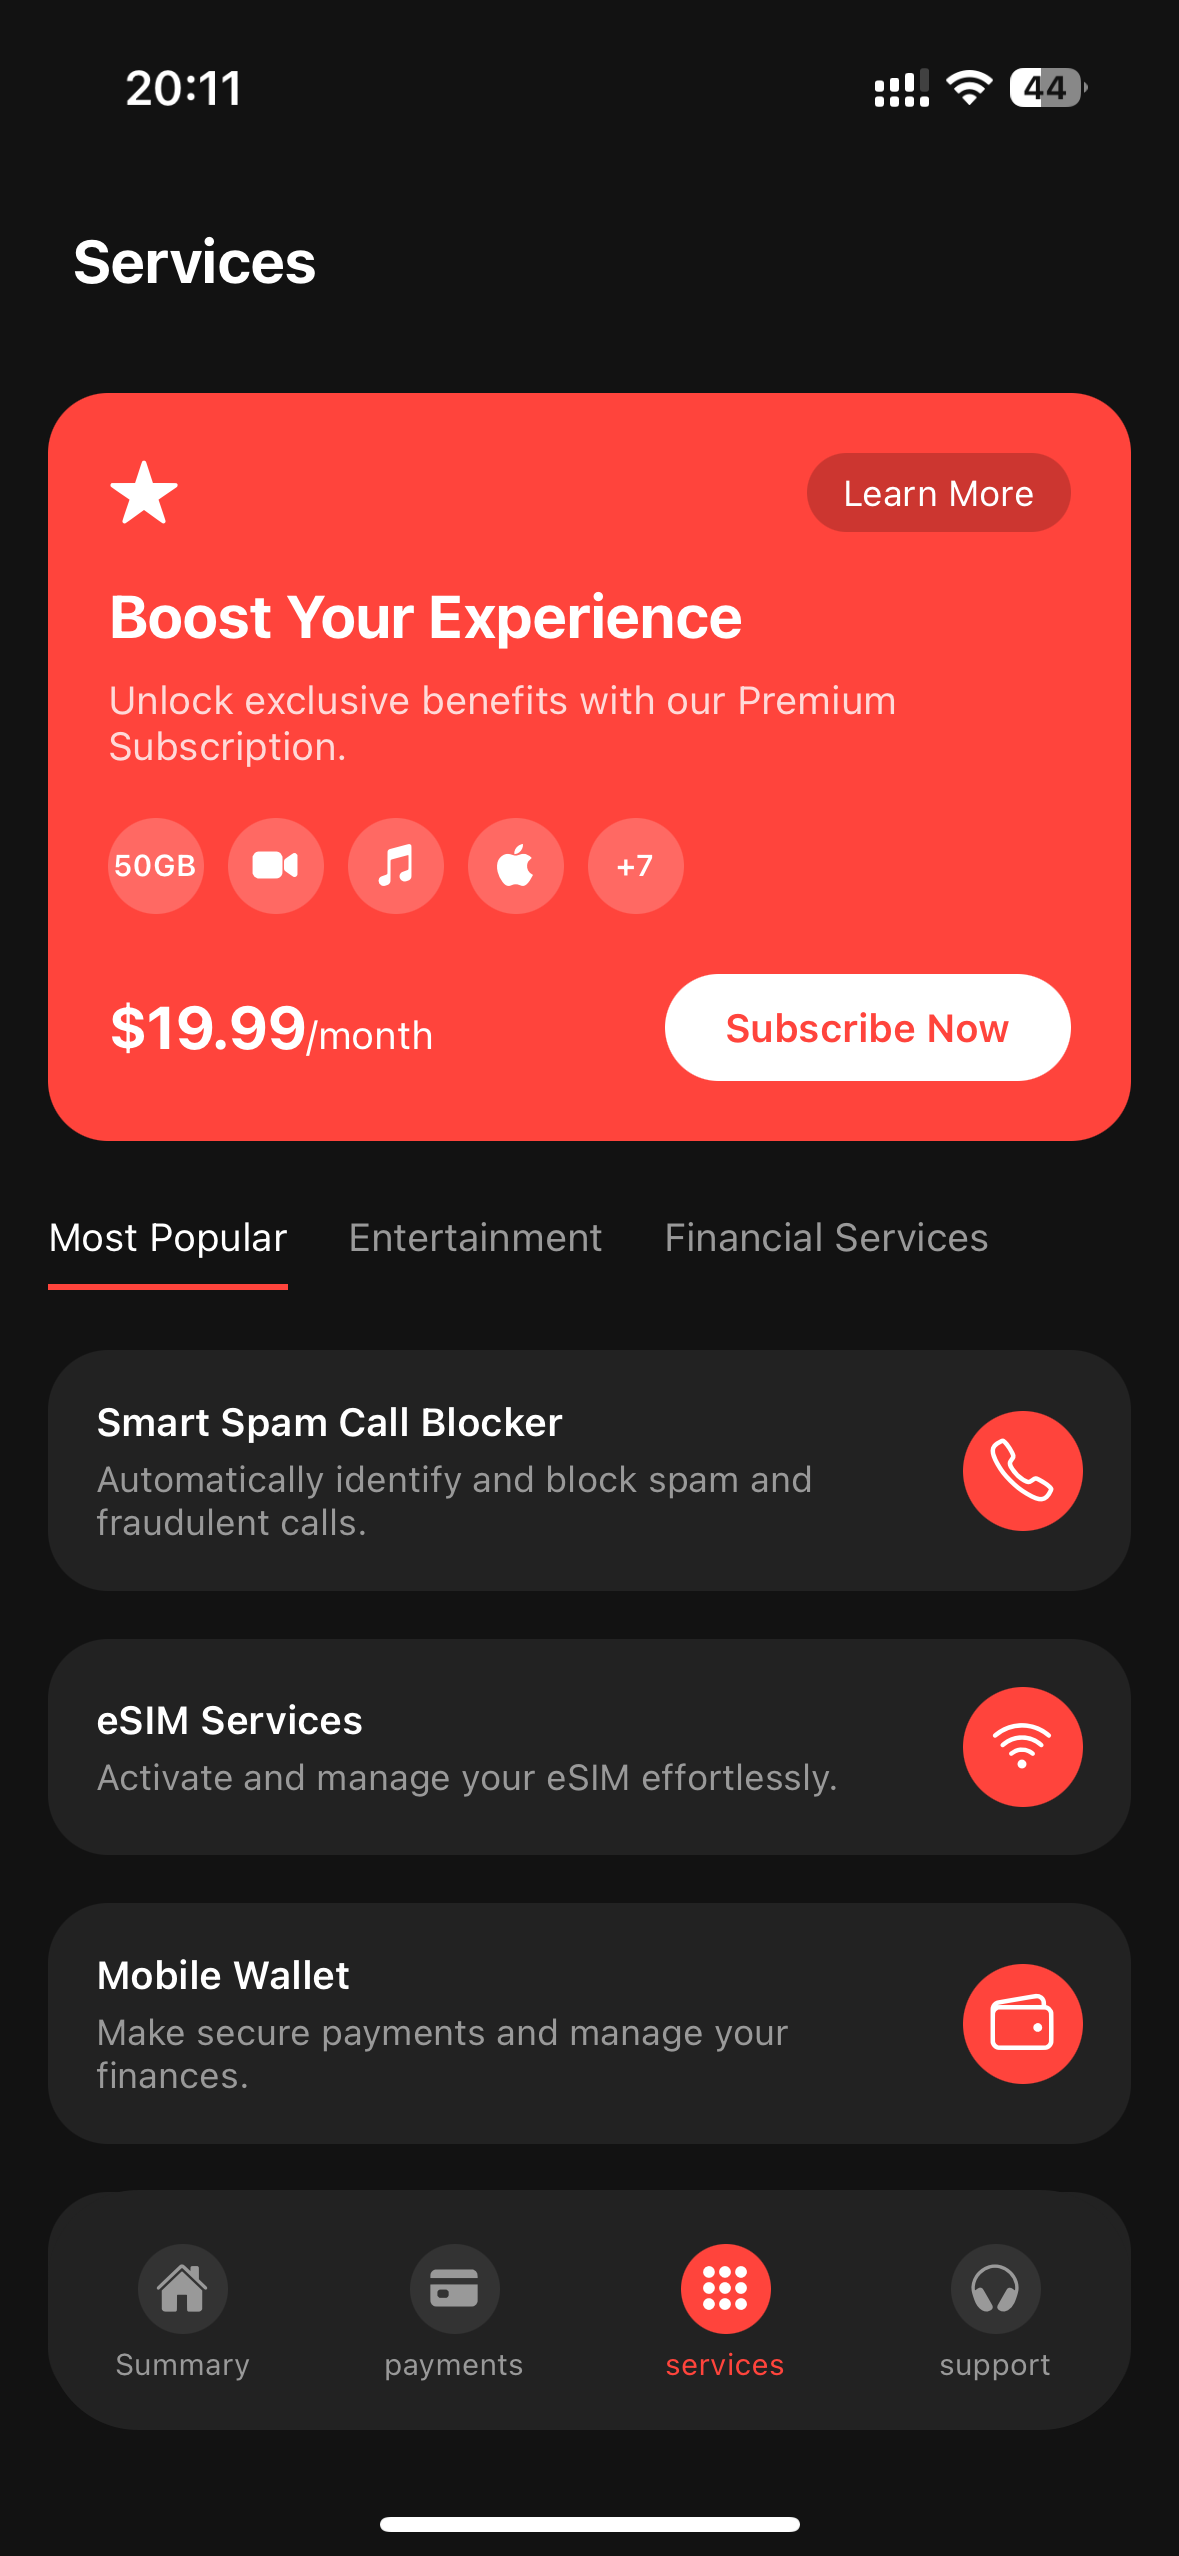 20:11
44
Services
Learn More
Boost Your Experience
Unlock exclusive benefits with our Premium
Subscription.
50GB
+7
$19.99/month
Subscribe Now
Most Popular
Entertainment
Financial Services
Smart Spam Call Blocker
Automatically identify and block spam and
fraudulent calls.
eSIM Services
Activate and manage your eSIM effortlessly.
Mobile Wallet
Make secure payments and manage your
finances.
Summary
payments
services
support